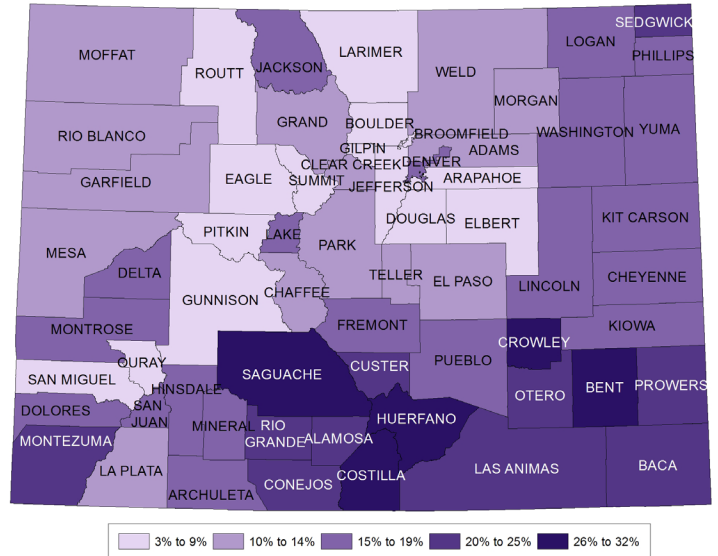 SEDGWICK
LARIMER
LOGAN
MOFFAT
PHILLIPS
JACKSON
ROUTT
WELD
MORGAN
GRAND
BOULDER
YUMA
RIO BLANCO
BROOMFIELD
WASHINGTON
GILPIN
ADAMS
CLEAR CREEK
DENVER
GARFIELD
EAGLE
SUMMIT
ARAPAHOE
JEFFERSON
KIT CARSON
DOUGLAS
ELBERT
PITKIN
LAKE
PARK
MESA
DELTA
TELLER
CHEYENNE
EL PASO
LINCOLN
CHAFFEE
GUNNISON
FREMONT
KIOWA
MONTROSE
CROWLEY
OURAY
PUEBLO
CUSTER
SAGUACHE
SAN MIGUEL
BENT
PROWERS
HINSDALE
OTERO
SAN
JUAN
DOLORES
HUERFANO
MINERAL
RIO
GRANDE
ALAMOSA
MONTEZUMA
LA PLATA
LAS ANIMAS
BACA
COSTILLA
CONEJOS
ARCHULETA
3% to 9%
10% to 14%
15% to 19%
20% to 25%
26% to 32%